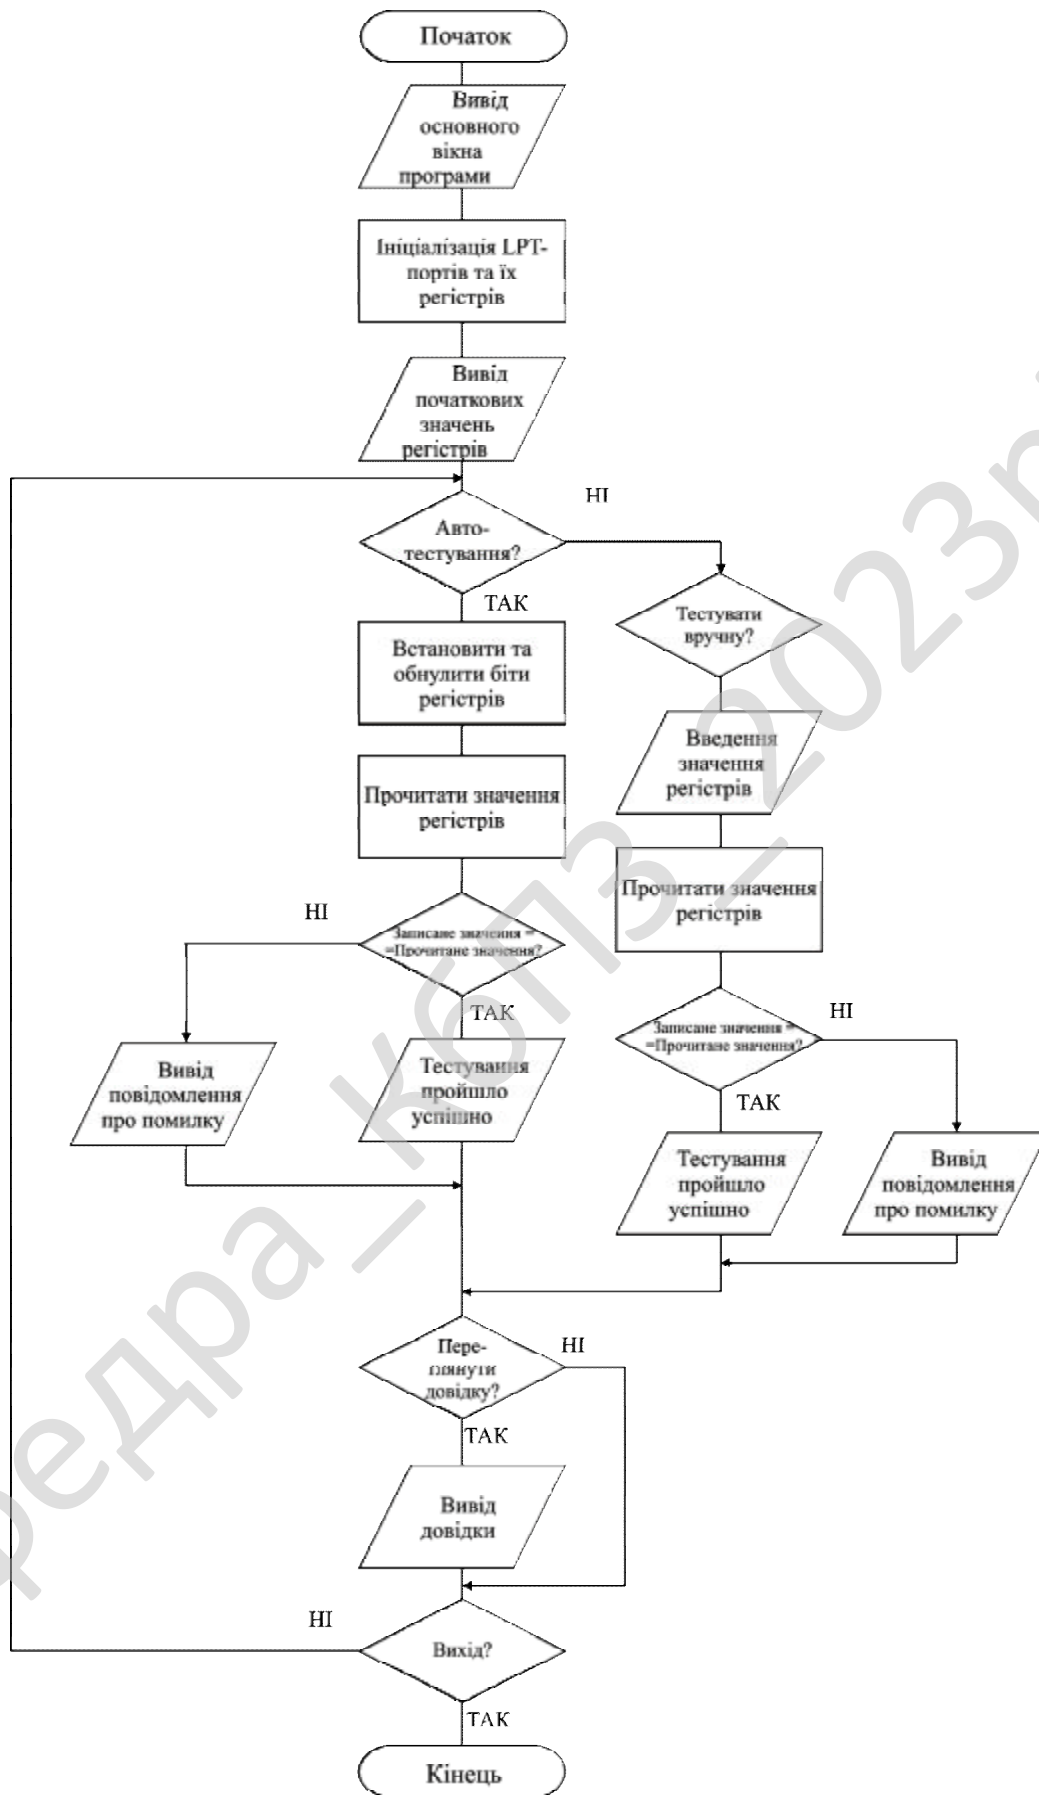 Початок
Вивід
основного
вікна
програми
Ініціалізація LPT-
портів та їх
регістрів
Вивід
початкових
значень
регістрів
Авто-
тестування?
НІ
ТАК
Тестувати
вручну?
Встановити та
обнулити біти
регістрів
Введення
значення
регістрів
Прочитати значення
регістрів
Прочитати значення
регістрів
НІ
Записане значення =
=Прочитане значення?
ТАК
НІ
Записане значення =
=Прочитане значення?
ТАК
Вивід
повідомлення
про помилку
Тестування
пройшло
успішно
Тестування
пройшло
успішно
Вивід
повідомлення
про помилку
Пере-
глянути
довідку?
НІ
ТАК
Вивід
довідки
НІ
Вихід?
ТАК
Кінець
федра_КбПЗ_2023р